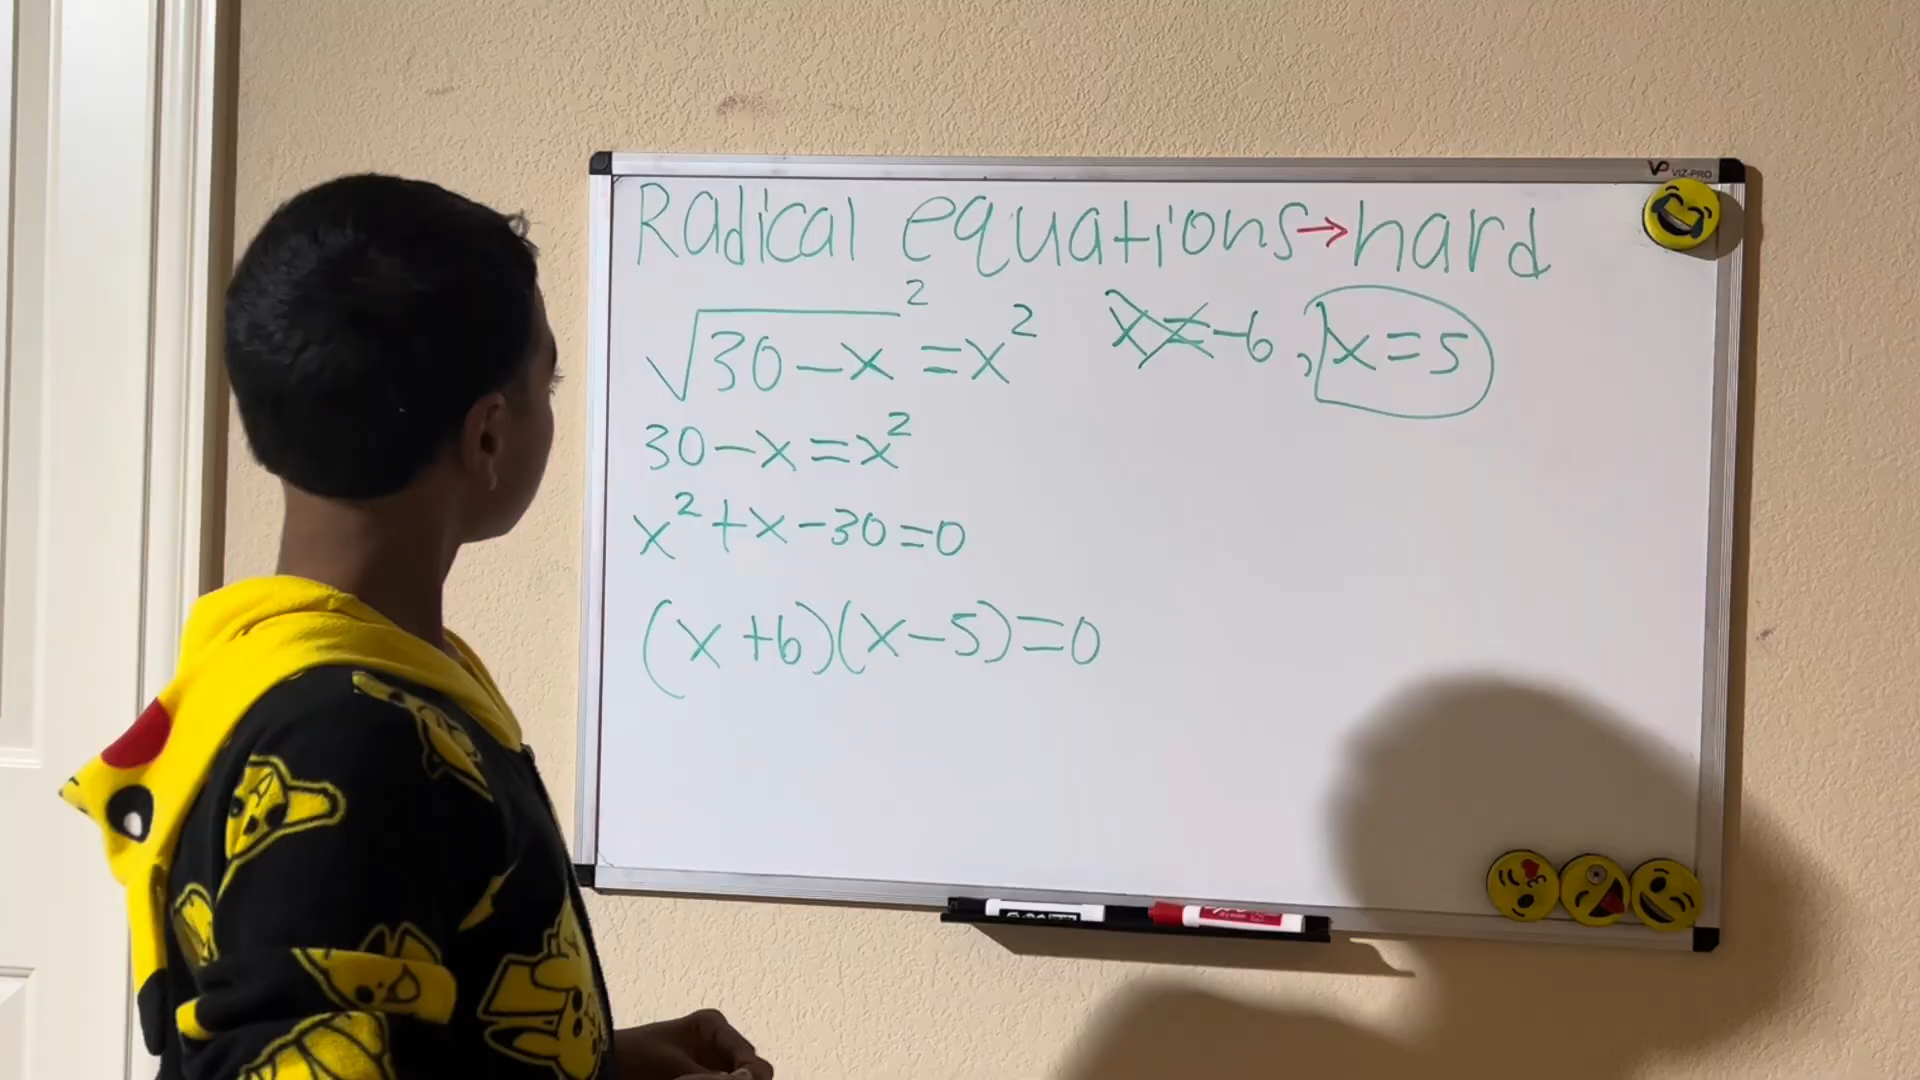 VIZ-PRO
Radical equations→hard
√30-x² = x² x=-6, x=5
30-x=x²
x²+x-30=0
(x+6)(x-5)=0